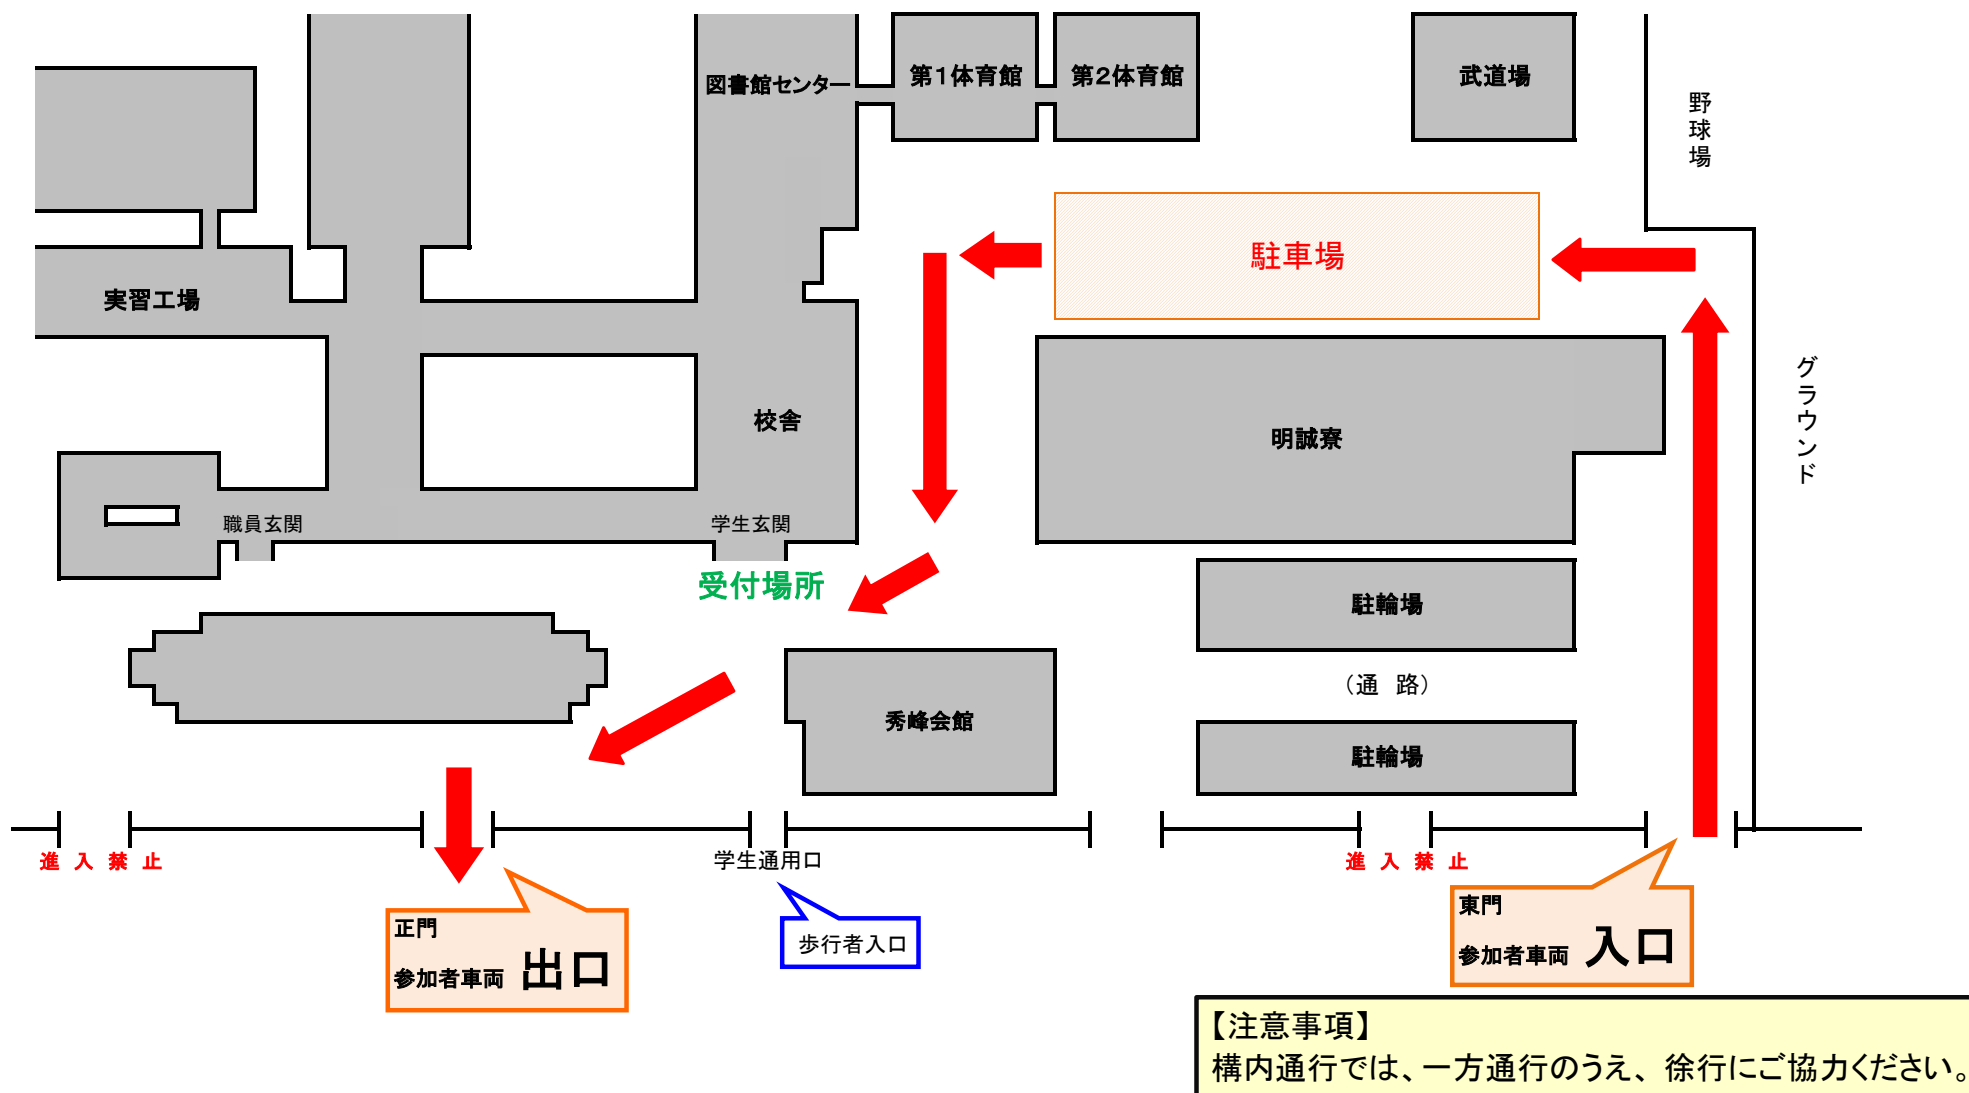 図書館センター
第1体育館
第2体育館
武道場
野球場
駐車場
実習工場
グラウンド
校舎
明誠寮
職員玄関
学生玄関
受付場所
駐輪場
（通　路）
秀峰会館
駐輪場
進 入 禁 止
学生通用口
進 入 禁 止
正門
参加者車両 出口
歩行者入口
東門
参加者車両 入口
【注意事項】
構内通行では、一方通行のうえ、徐行にご協力ください。